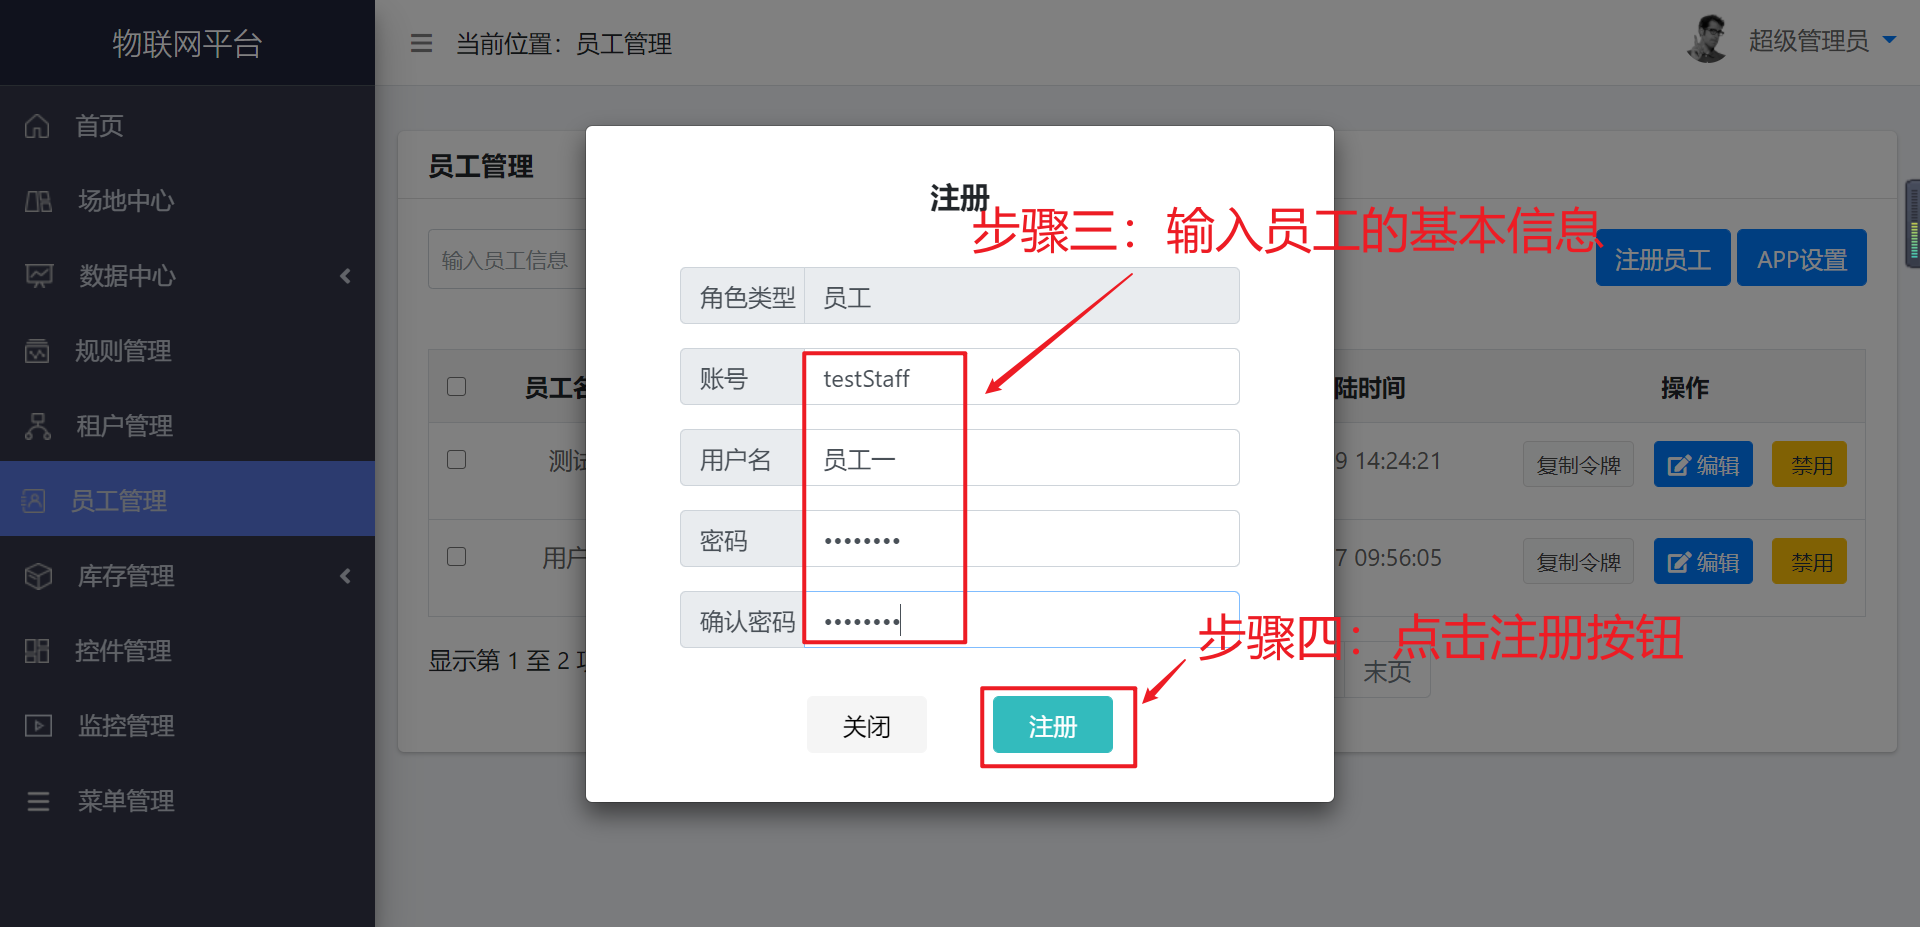 物联网平台
当前位置：员工管理
超级管理员
首页
场地中心
数据中心
规则管理
租户管理
员工管理
库存管理
控件管理
监控管理
菜单管理
员工管理
输入员工信息
注册员工
APP设置
员工名
陆时间
操作
测试
9 14:24:21
复制令牌
编辑
禁用
用户
7 09:56:05
复制令牌
编辑
禁用
显示第 1 至 2 项
末页
注册
步骤三：输入员工的基本信息
角色类型 员工
账号 testStaff
用户名 员工一
密码 ••••••••
确认密码 ••••••••
步骤四：点击注册按钮
关闭
注册